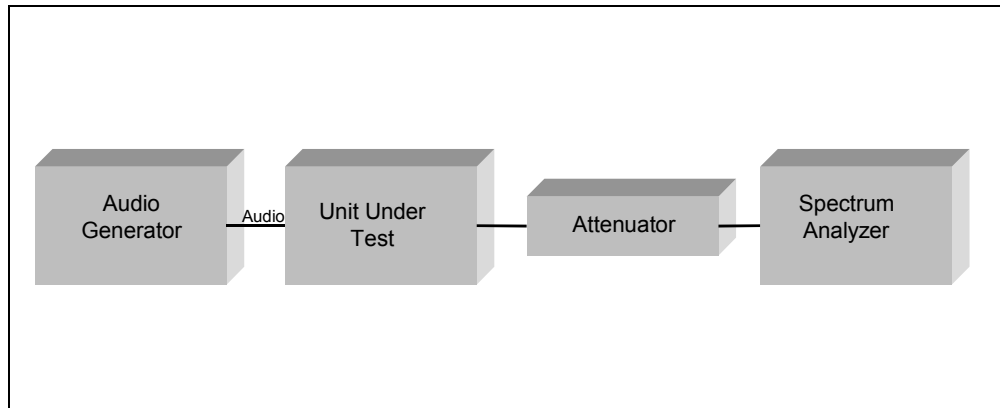 Audio
Generator
Audio
Unit Under
Test
Attenuator
Spectrum
Analyzer